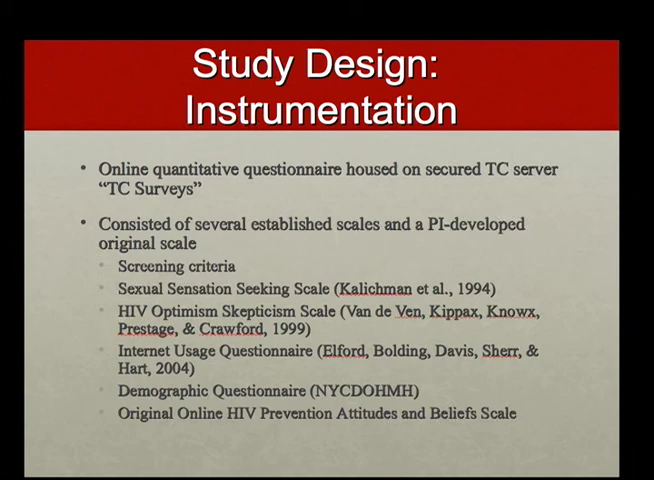 Study Design:
Instrumentation
• Online quantitative questionnaire housed on secured TC server
“TC Surveys”
• Consisted of several established scales and a PI-developed
original scale
• Screening criteria
• Sexual Sensation Seeking Scale (Kalichman et al., 1994)
• HIV Optimism Skepticism Scale (Van de Ven, Kippax, Knowx,
Prestage, & Crawford, 1999)
• Internet Usage Questionnaire (Elford, Bolding, Davis, Sherr, &
Hart, 2004)
• Demographic Questionnaire (NYCDOHMH)
• Original Online HIV Prevention Attitudes and Beliefs Scale